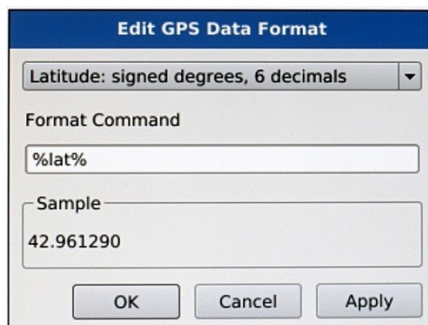 Edit GPS Data Format
Latitude: signed degrees, 6 decimals
Format Command
%lat%
Sample
42.961290
OK
Cancel
Apply